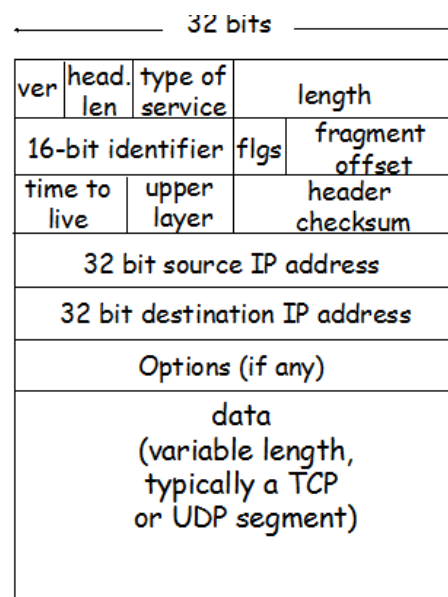 32 bits
ver head. len type of service length
16-bit identifier flgs fragment offset
time to live upper layer header checksum
32 bit source IP address
32 bit destination IP address
Options (if any)
data
(variable length,
typically a TCP
or UDP segment)